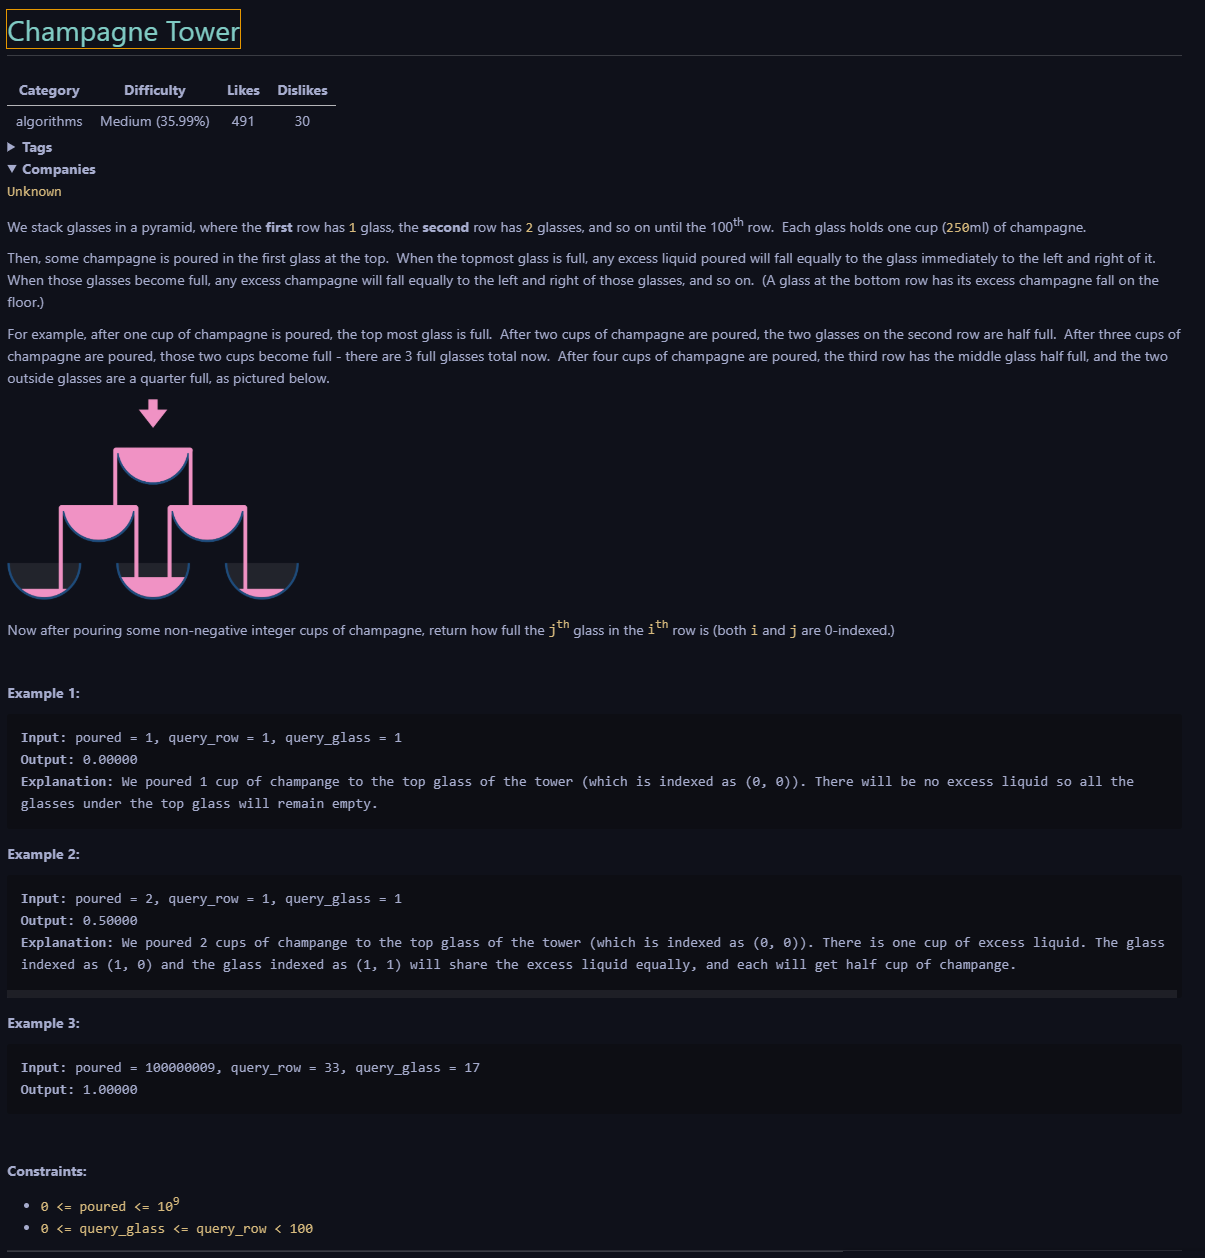 Champagne Tower
Category Difficulty Likes Dislikes
algorithms Medium (35.99%) 491 30
▶ Tags
▼ Companies
Unknown
We stack glasses in a pyramid, where the first row has 1 glass, the second row has 2 glasses, and so on until the 100th row. Each glass holds one cup (250ml) of champagne.
Then, some champagne is poured in the first glass at the top. When the topmost glass is full, any excess liquid poured will fall equally to the glass immediately to the left and right of it.
When those glasses become full, any excess champagne will fall equally to the left and right of those glasses, and so on. (A glass at the bottom row has its excess champagne fall on the
floor.)
For example, after one cup of champagne is poured, the top most glass is full. After two cups of champagne are poured, the two glasses on the second row are half full. After three cups of
champagne are poured, those two cups become full - there are 3 full glasses total now. After four cups of champagne are poured, the third row has the middle glass half full, and the two
outside glasses are a quarter full, as pictured below.
Now after pouring some non-negative integer cups of champagne, return how full the jth glass in the ith row is (both i and j are 0-indexed.)
Example 1:
Input: poured = 1, query_row = 1, query_glass = 1
Output: 0.00000
Explanation: We poured 1 cup of champange to the top glass of the tower (which is indexed as (0, 0)). There will be no excess liquid so all the
glasses under the top glass will remain empty.
Example 2:
Input: poured = 2, query_row = 1, query_glass = 1
Output: 0.50000
Explanation: We poured 2 cups of champange to the top glass of the tower (which is indexed as (0, 0)). There is one cup of excess liquid. The glass
indexed as (1, 0) and the glass indexed as (1, 1) will share the excess liquid equally, and each will get half cup of champange.
Example 3:
Input: poured = 100000009, query_row = 33, query_glass = 17
Output: 1.00000
Constraints:
• 0 <= poured <= 10⁹
• 0 <= query_glass <= query_row < 100